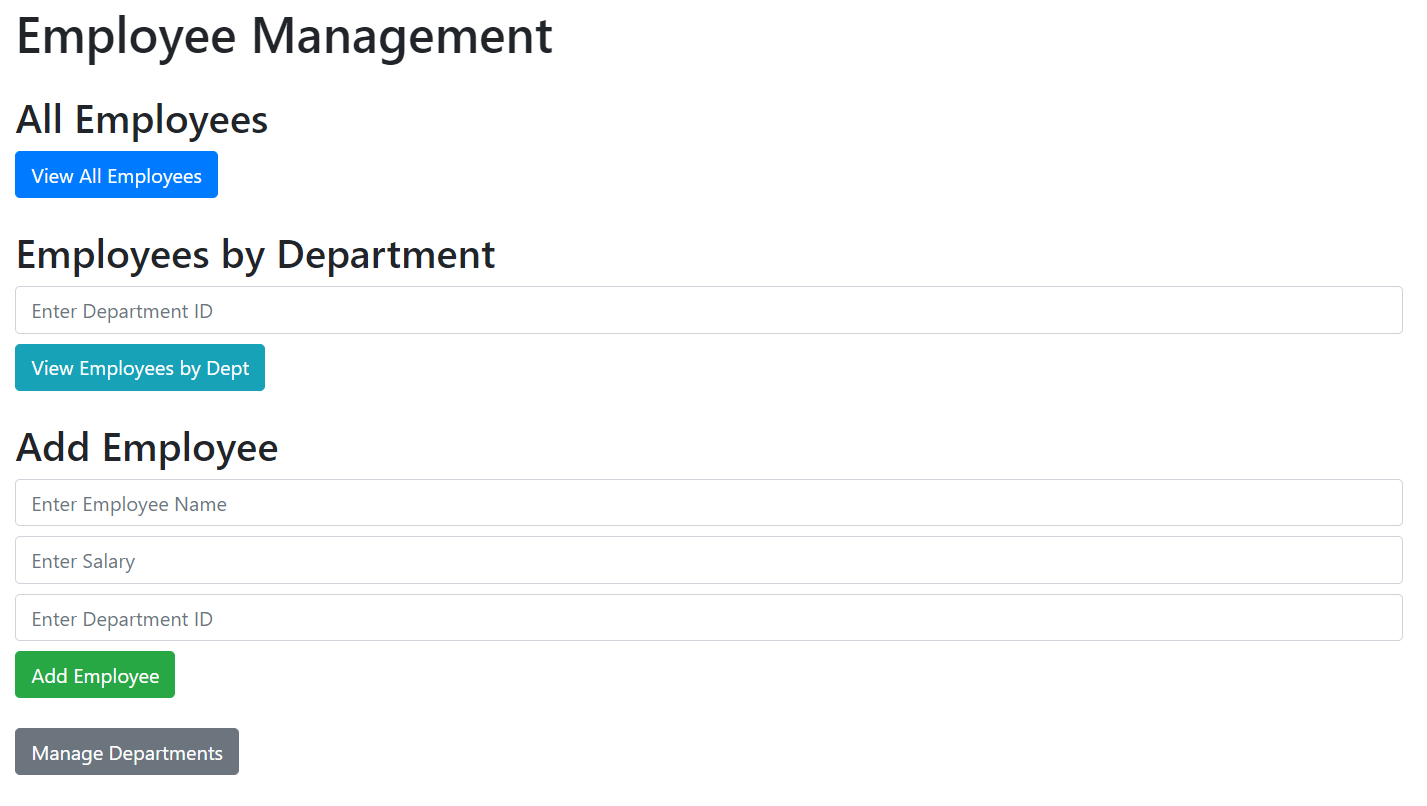 Employee Management
All Employees
View All Employees
Employees by Department
Enter Department ID
View Employees by Dept
Add Employee
Enter Employee Name
Enter Salary
Enter Department ID
Add Employee
Manage Departments